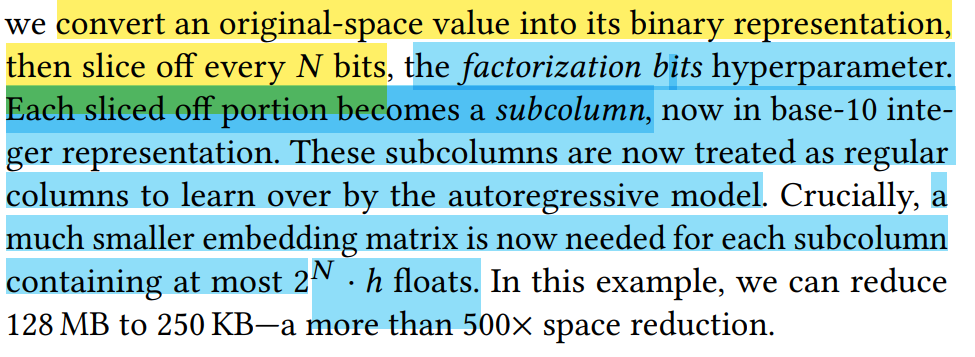 we convert an original-space value into its binary representation,
then slice off every N bits, the factorization bits hyperparameter.
Each sliced off portion becomes a subcolumn, now in base-10 inte-
ger representation. These subcolumns are now treated as regular
columns to learn over by the autoregressive model. Crucially, a
much smaller embedding matrix is now needed for each subcolumn
containing at most 2^N · h floats. In this example, we can reduce
128 MB to 250 KB—a more than 500× space reduction.